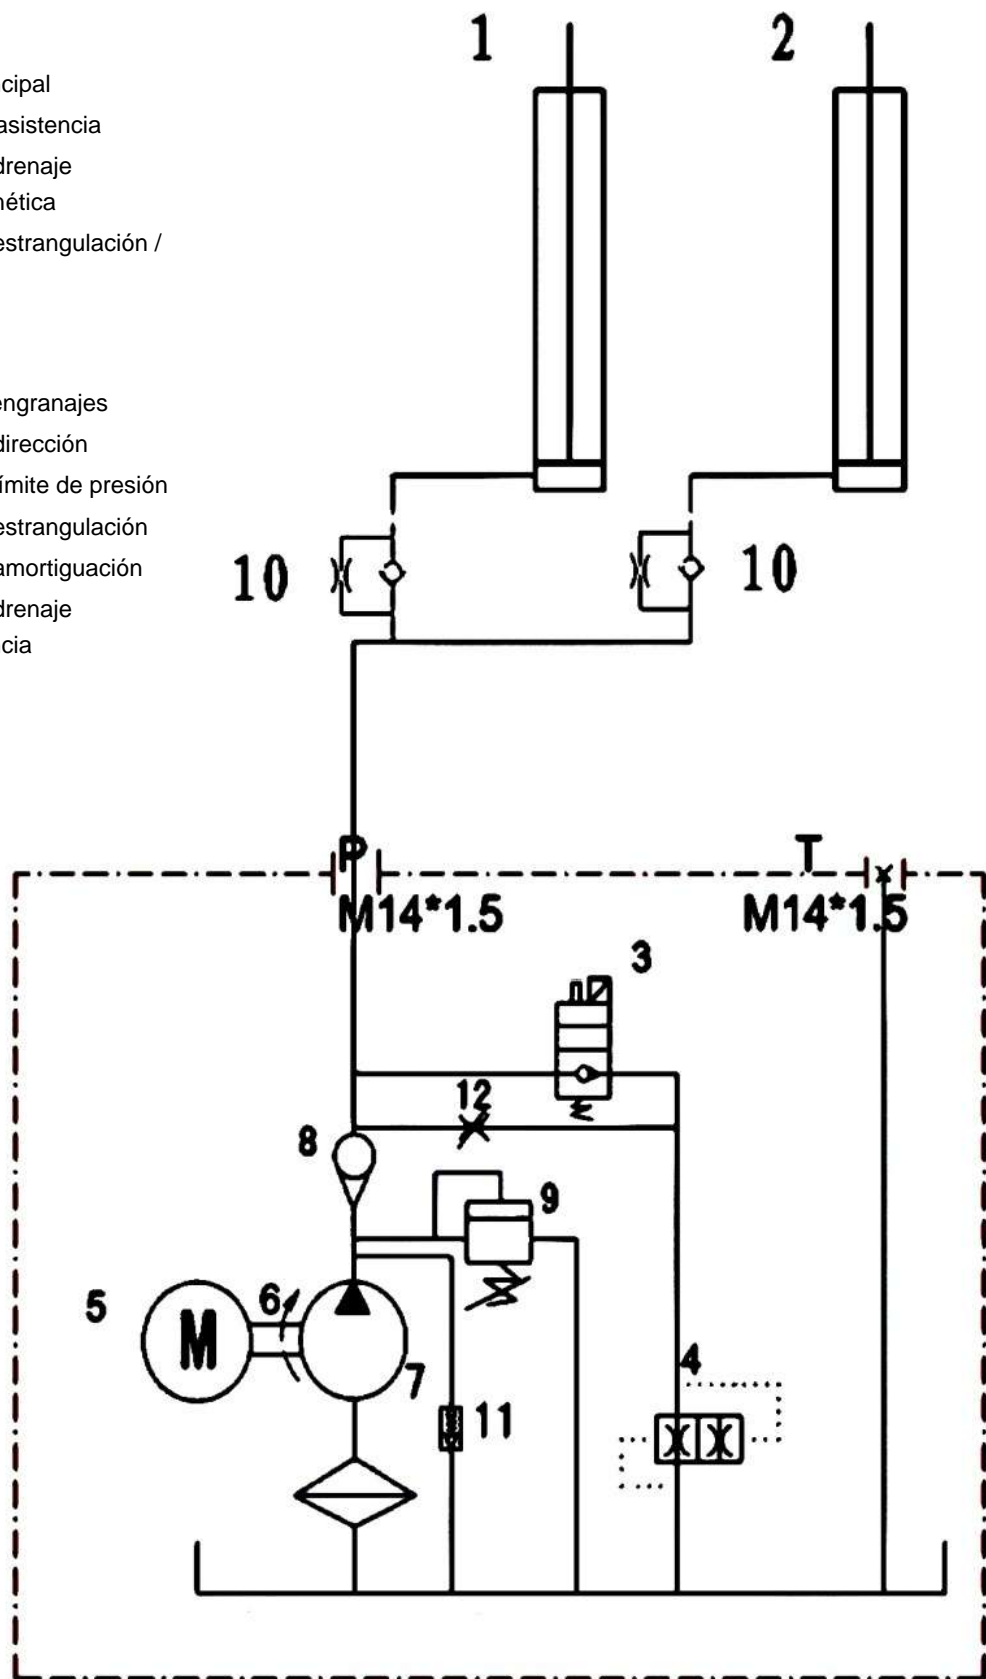 1
2
cipal
asistencia
drenaje
nética
estrangulación /
engranajes
dirección
ímite de presión
estrangulación
amortiguación
drenaje
cia
10
10
P
T
M14*1.5
M14*1.5
3
12
8
9
5
M
6
7
4
11